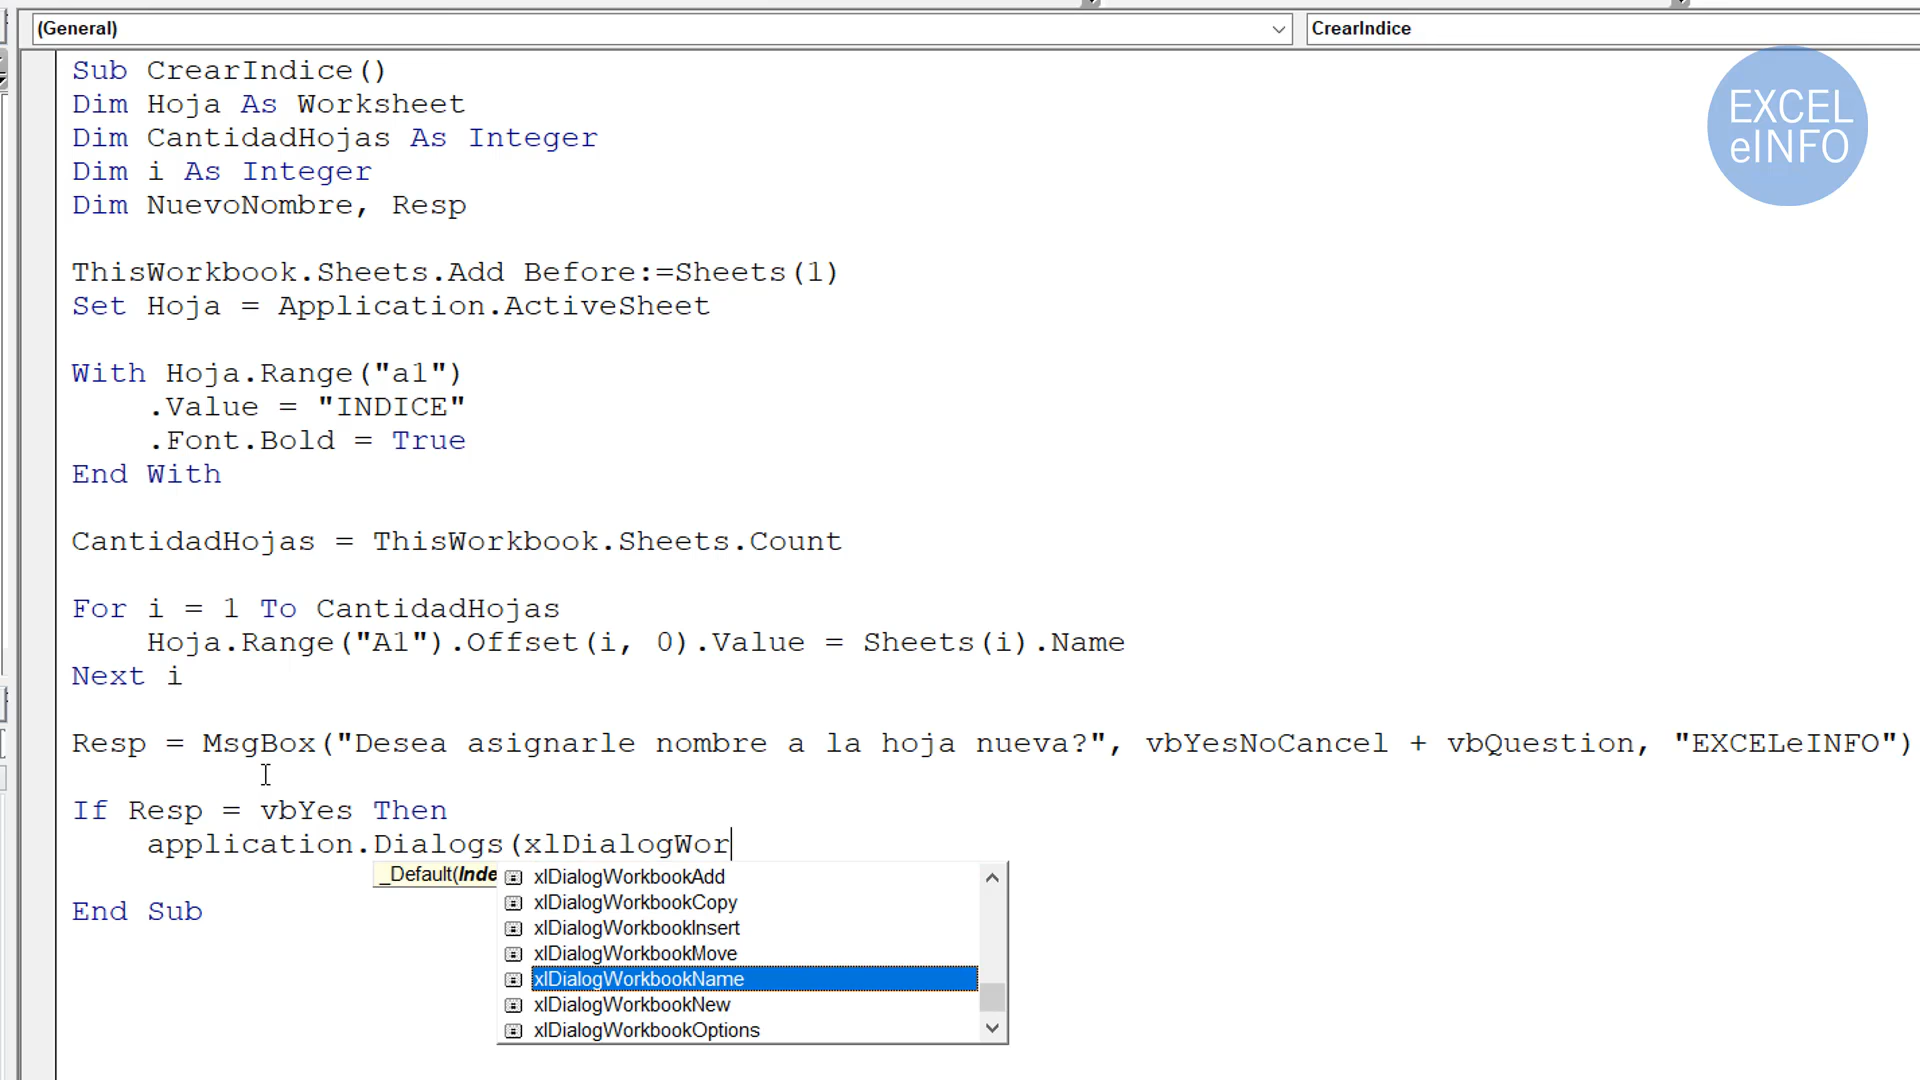 (General)
CrearIndice
EXCEL
eINFO
Sub CrearIndice()
Dim Hoja As Worksheet
Dim CantidadHojas As Integer
Dim i As Integer
Dim NuevoNombre, Resp
ThisWorkbook.Sheets.Add Before:=Sheets(1)
Set Hoja = Application.ActiveSheet
With Hoja.Range("a1")
.Value = "INDICE"
.Font.Bold = True
End With
CantidadHojas = ThisWorkbook.Sheets.Count
For i = 1 To CantidadHojas
Hoja.Range("A1").Offset(i, 0).Value = Sheets(i).Name
Next i
Resp = MsgBox("Desea asignarle nombre a la hoja nueva?", vbYesNoCancel + vbQuestion, "EXCELeINFO")
If Resp = vbYes Then
application.Dialogs(xlDialogWor
_Default(Inde
xlDialogWorkbookAdd
xlDialogWorkbookCopy
xlDialogWorkbookInsert
xlDialogWorkbookMove
xlDialogWorkbookName
xlDialogWorkbookNew
xlDialogWorkbookOptions
End Sub